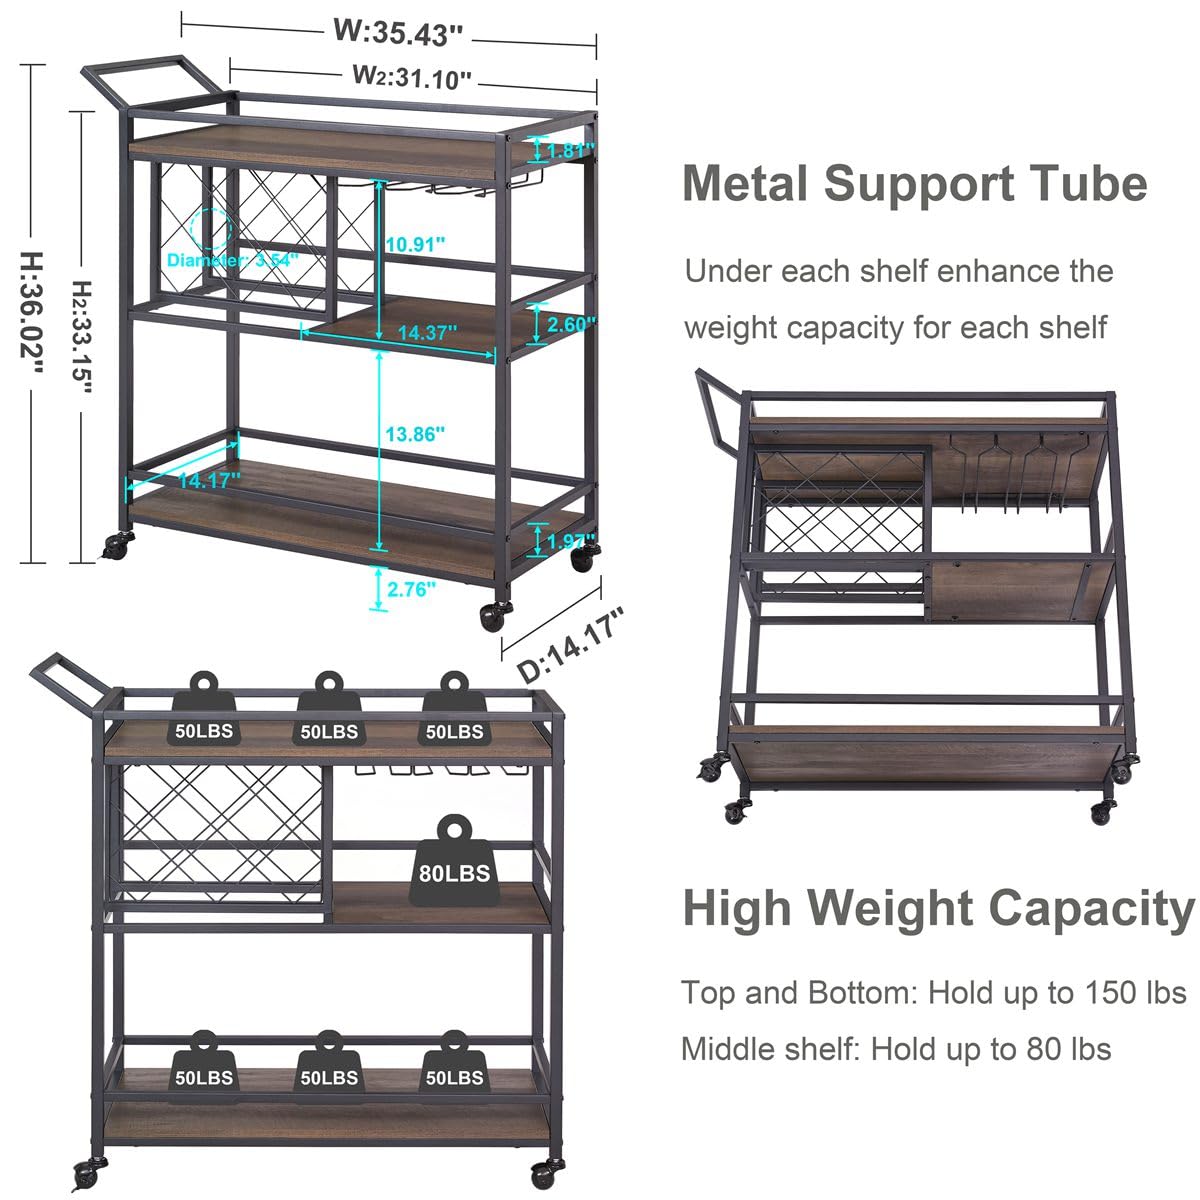 W:35.43"
W2:31.10"
H:36.02"
H2:33.15"
1.81"
Diameter: 3.54"
10.91"
14.37"
2.60"
13.86"
14.17"
1.97"
2.76"
D:14.17"
Metal Support Tube
Under each shelf enhance the
weight capacity for each shelf
50LBS 50LBS 50LBS
80LBS
50LBS 50LBS 50LBS
High Weight Capacity
Top and Bottom: Hold up to 150 lbs
Middle shelf: Hold up to 80 lbs